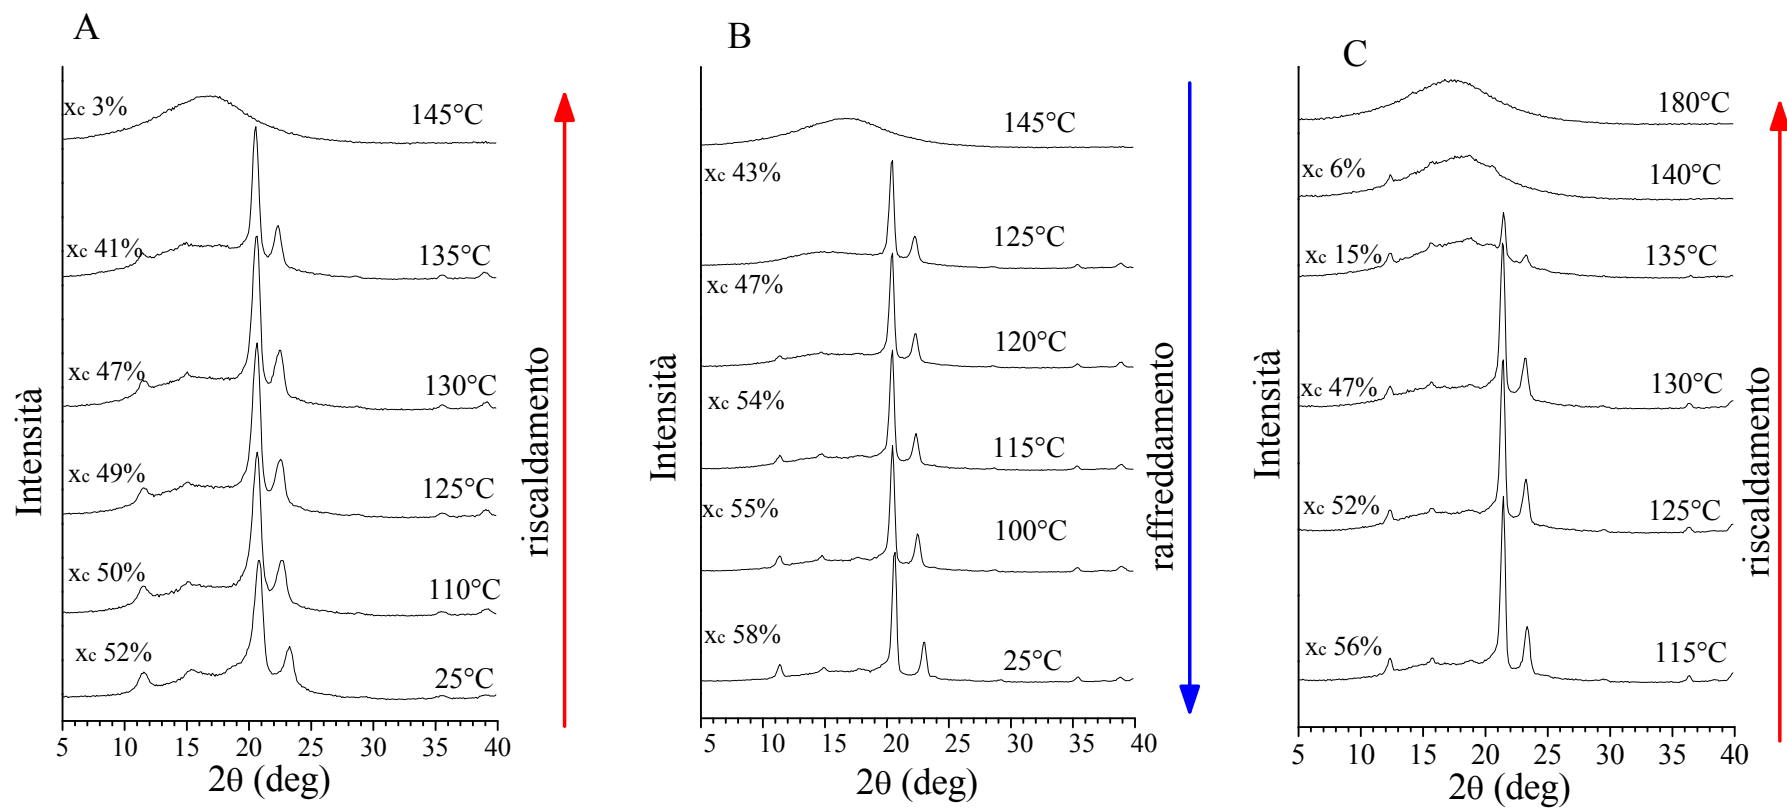 A
xc 3%
145°C
xc 41%
135°C
xc 47%
130°C
xc 49%
125°C
xc 50%
110°C
xc 52%
25°C
Intensità
riscaldamento
5 10 15 20 25 30 35 40
2θ (deg)
B
145°C
xc 43%
125°C
xc 47%
120°C
xc 54%
115°C
xc 55%
100°C
xc 58%
25°C
Intensità
raffreddamento
5 10 15 20 25 30 35 40
2θ (deg)
C
180°C
xc 6%
140°C
xc 15%
135°C
xc 47%
130°C
xc 52%
125°C
xc 56%
115°C
Intensità
riscaldamento
5 10 15 20 25 30 35 40
2θ (deg)